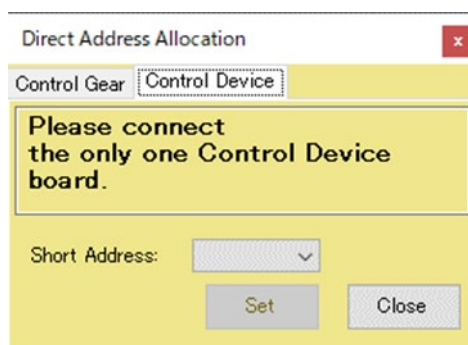 Direct Address Allocation
x
Control Gear Control Device
Please connect
the only one Control Device
board.
Short Address:
Set Close